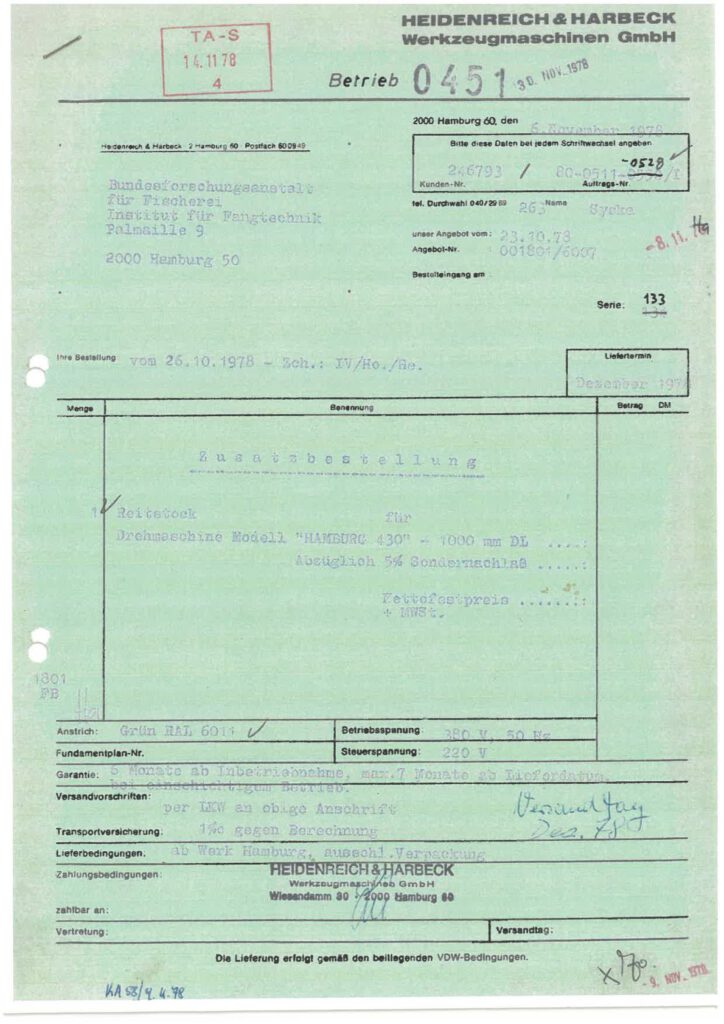 HEIDENREICH & HARBECK
Werkzeugmaschinen GmbH
TA-S
14.11.78
4
Betrieb 0451
30. NOV. 1978
2000 Hamburg 60, den 6.November 1978
Heidenreich & Harbeck 2 Hamburg 60 Postfach 600949
Bitte diese Daten bei jedem Schriftwechsel angeben
-0528
246793 / 80-0511-0530/I
Kunden-Nr. Auftrags-Nr.
Bundesforschungsanstalt
für Fischerei
Institut für Fangtechnik
Palmaille 9
2000 Hamburg 50
tel. Durchwahl 040/29 69 263 Name Sycke
unser Angebot vom: 23.10.78
Angebot-Nr. 001801/6007
-8.11.
Bestelleingang am
Serie: 133
134
Ihre Bestellung vom 26.10.1978 - Zch.: IV/Ho./He.
Liefertermin
Dezember 1978
Menge Benennung Betrag DM
Zusatzbestellung
1 Reitstock für
Drehmaschine Modell "HAMBURG 430" - 1000 mm DL ....:
Abzüglich 5% Sondernachlaß .....:
Nettofestpreis .......:
+ MWSt.
1801
FB
Anstrich: Grün RAL 6011
Betriebsspanung: 380 V, 50 Hz
Fundamentplan-Nr.
Steuerspannung: 220 V
Garantie: 6 Monate ab Inbetriebnahme, max.7 Monate ab Lieferdatum,
bei einschichtigem Betrieb.
Versandvorschriften: per LKW an obige Anschrift
Versandtag
Dez. 78
Transportversicherung: 1%o gegen Berechnung
Lieferbedingungen: ab Werk Hamburg, ausschl.Verpackung
Zahlungsbedingungen:
HEIDENREICH & HARBECK
Werkzeugmaschinen GmbH
Wiesendamm 30 2000 Hamburg 60
zahlbar an:
Vertretung: Versandtag:
Die Lieferung erfolgt gemäß den beiliegenden VDW-Bedingungen.
-9. NOV. 1978